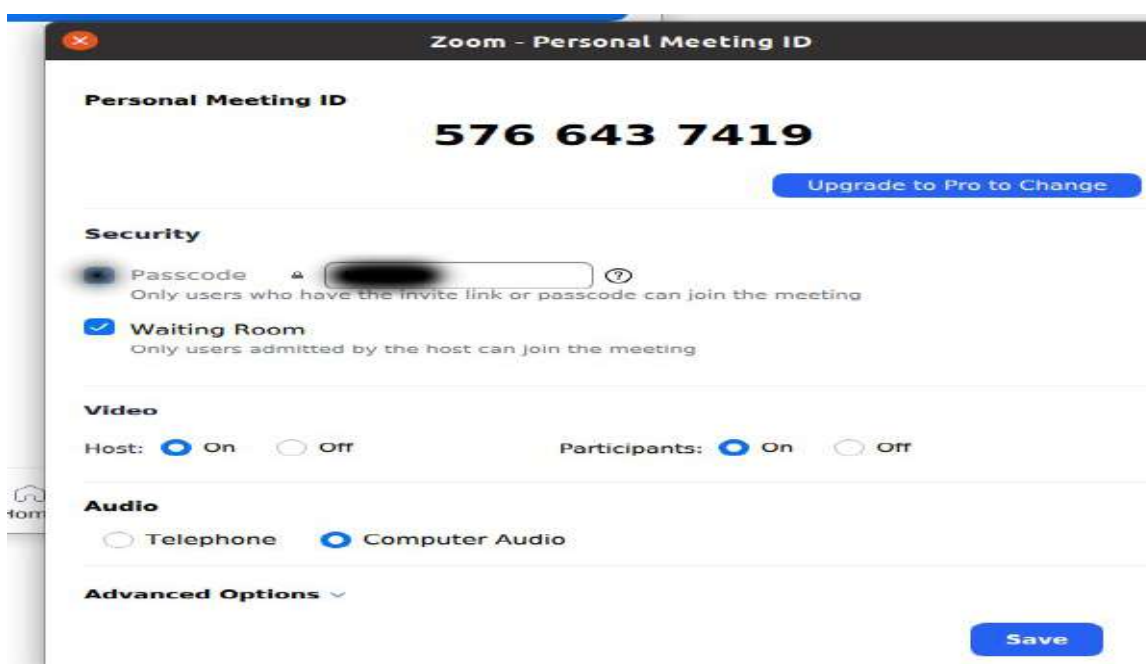 Zoom - Personal Meeting ID
Personal Meeting ID
576 643 7419
Upgrade to Pro to Change
Security
Passcode
Only users who have the invite link or passcode can join the meeting
Waiting Room
Only users admitted by the host can join the meeting
Video
Host: On Off Participants: On Off
Audio
Telephone Computer Audio
Advanced Options
Save